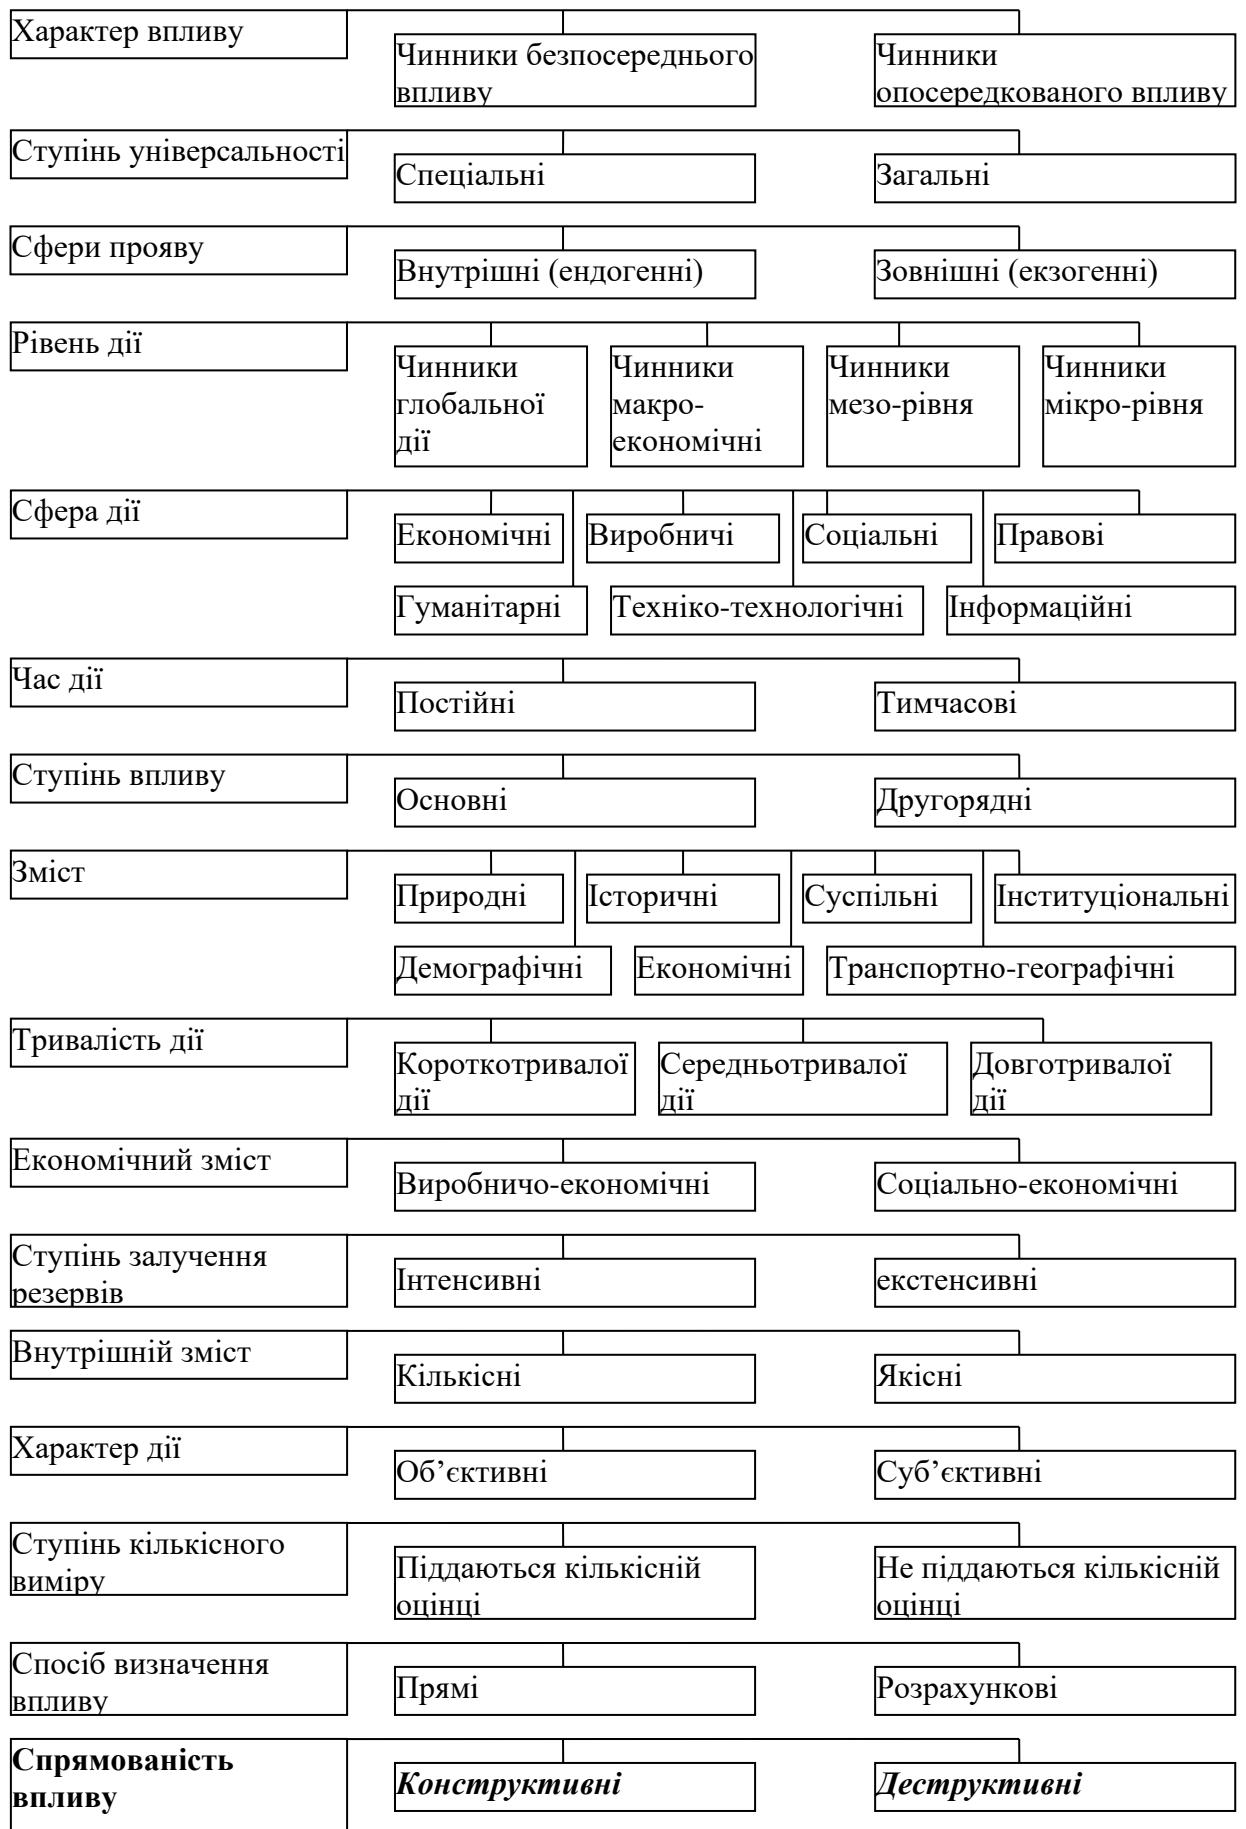 Характер впливу
Чинники безпосереднього
впливу
Чинники
опосередкованого впливу
Ступінь універсальності
Спеціальні
Загальні
Сфери прояву
Внутрішні (ендогенні)
Зовнішні (екзогенні)
Рівень дії
Чинники
глобальної
дії
Чинники
макро-
економічні
Чинники
мезо-рівня
Чинники
мікро-рівня
Сфера дії
Економічні
Виробничі
Соціальні
Правові
Гуманітарні
Техніко-технологічні
Інформаційні
Час дії
Постійні
Тимчасові
Ступінь впливу
Основні
Другорядні
Зміст
Природні
Історичні
Суспільні
Інституціональні
Демографічні
Економічні
Транспортно-географічні
Тривалість дії
Короткотривалої
дії
Середньотривалої
дії
Довготривалої
дії
Економічний зміст
Виробничо-економічні
Соціально-економічні
Ступінь залучення
резервів
Інтенсивні
екстенсивні
Внутрішній зміст
Кількісні
Якісні
Характер дії
Об’єктивні
Суб’єктивні
Ступінь кількісного
виміру
Піддаються кількісній
оцінці
Не піддаються кількісній
оцінці
Спосіб визначення
впливу
Прямі
Розрахункові
Спрямованість
впливу
Конструктивні
Деструктивні